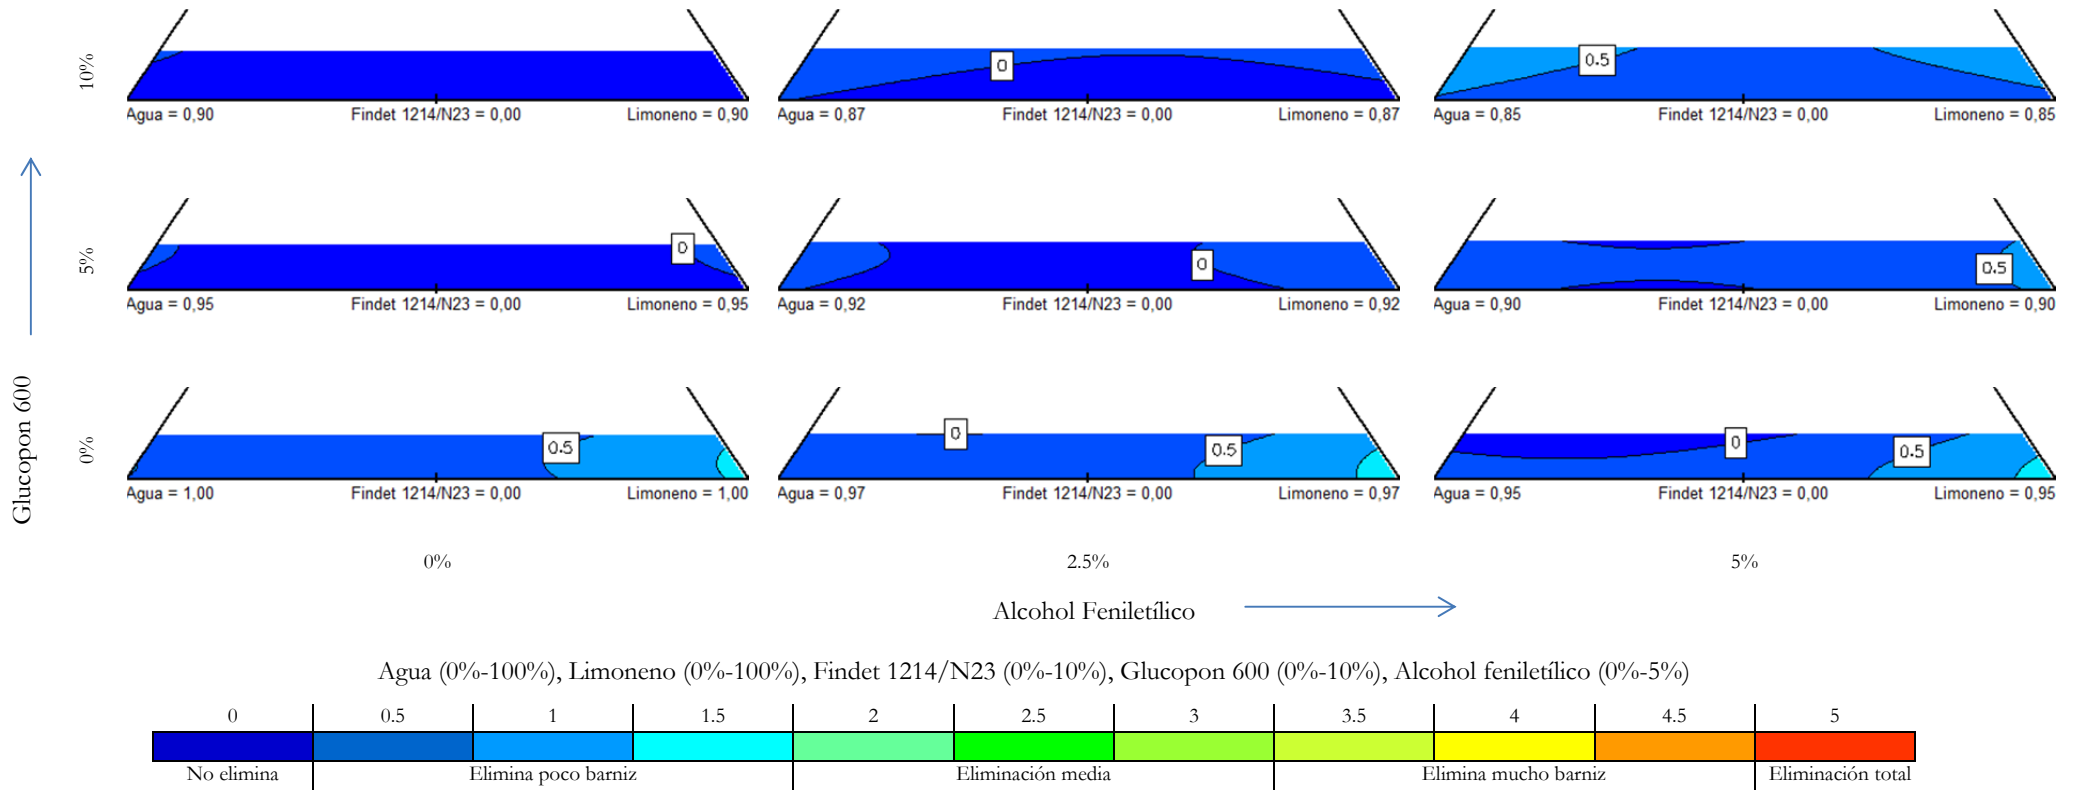 10%
0
0.5
Agua = 0,90 Findet 1214/N23 = 0,00 Limoneno = 0,90
Agua = 0,87 Findet 1214/N23 = 0,00 Limoneno = 0,87
Agua = 0,85 Findet 1214/N23 = 0,00 Limoneno = 0,85
5%
0
0
0.5
Agua = 0,95 Findet 1214/N23 = 0,00 Limoneno = 0,95
Agua = 0,92 Findet 1214/N23 = 0,00 Limoneno = 0,92
Agua = 0,90 Findet 1214/N23 = 0,00 Limoneno = 0,90
Glucopon 600
0%
0.5
0
0.5
0
0.5
Agua = 1,00 Findet 1214/N23 = 0,00 Limoneno = 1,00
Agua = 0,97 Findet 1214/N23 = 0,00 Limoneno = 0,97
Agua = 0,95 Findet 1214/N23 = 0,00 Limoneno = 0,95
0% 2.5% 5%
Alcohol Feniletílico
Agua (0%-100%), Limoneno (0%-100%), Findet 1214/N23 (0%-10%), Glucopon 600 (0%-10%), Alcohol feniletílico (0%-5%)
0 0.5 1 1.5 2 2.5 3 3.5 4 4.5 5
No elimina Elimina poco barniz Eliminación media Elimina mucho barniz Eliminación total